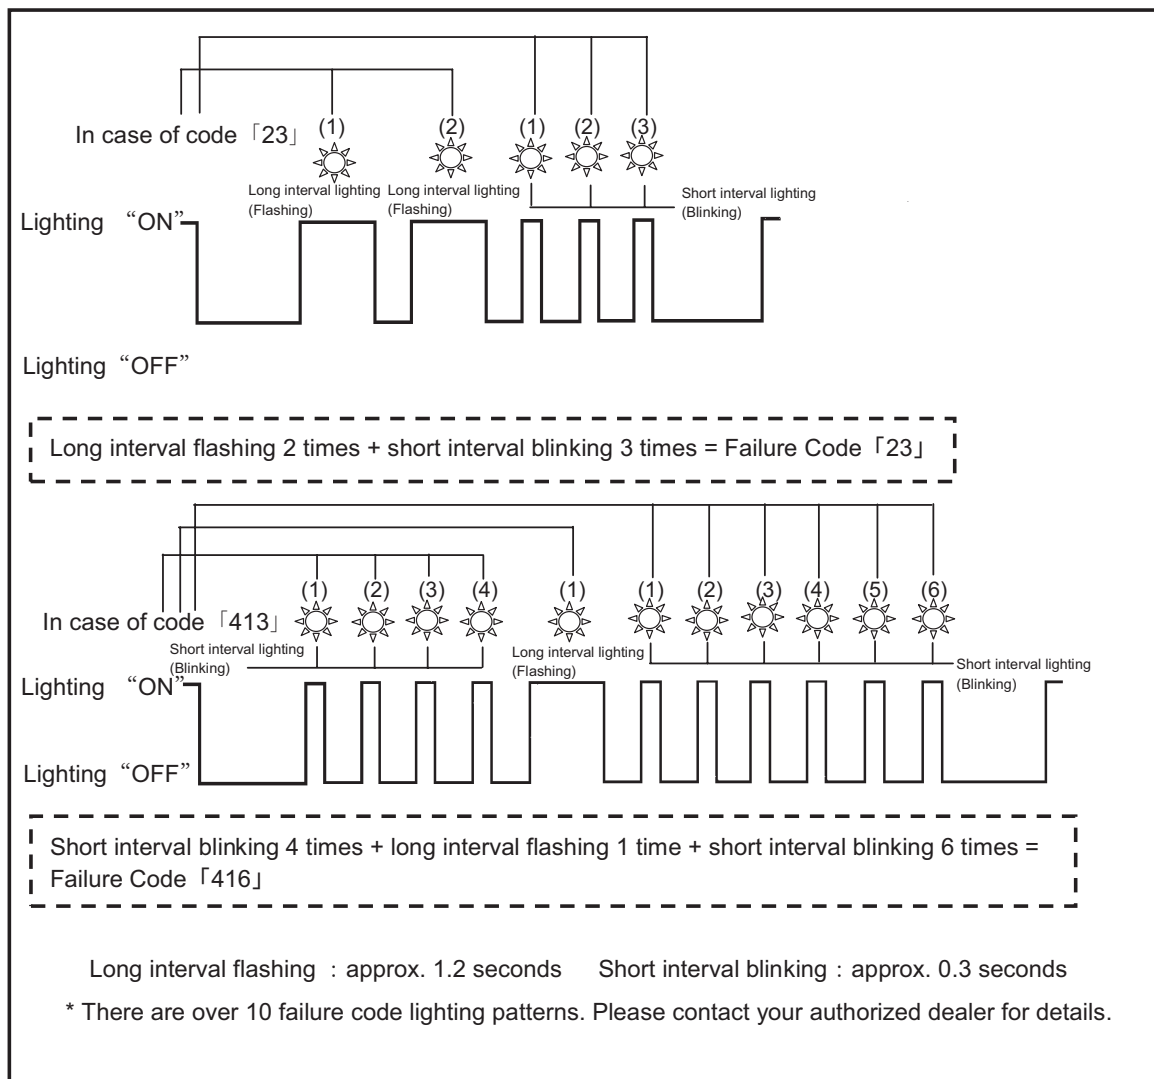 In case of code「23」
(1)
(2)
(1)
(2)
(3)
Long interval lighting
(Flashing)
Long interval lighting
(Flashing)
Short interval lighting
(Blinking)
Lighting “ON”
Lighting “OFF”
Long interval flashing 2 times + short interval blinking 3 times = Failure Code「23」
In case of code「413」
(1)
(2)
(3)
(4)
(1)
(1)
(2)
(3)
(4)
(5)
(6)
Short interval lighting
(Blinking)
Long interval lighting
(Flashing)
Short interval lighting
(Blinking)
Lighting “ON”
Lighting “OFF”
Short interval blinking 4 times + long interval flashing 1 time + short interval blinking 6 times =
Failure Code「416」
Long interval flashing : approx. 1.2 seconds Short interval blinking : approx. 0.3 seconds
* There are over 10 failure code lighting patterns. Please contact your authorized dealer for details.